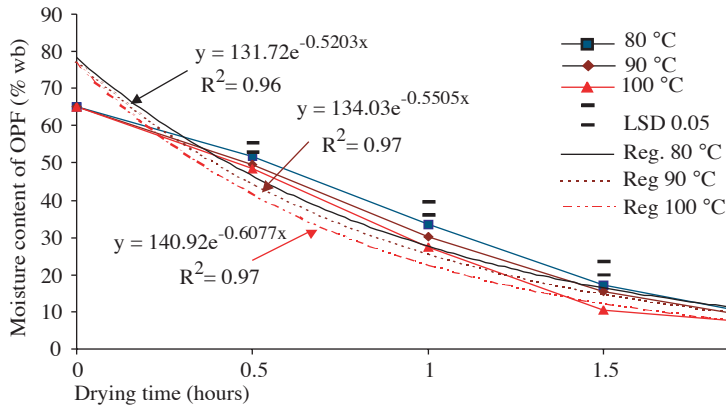 Moisture content of OPF (% wb)
90
80
70
60
50
40
30
20
10
0
y = 131.72e^-0.5203x
R^2 = 0.96
y = 134.03e^-0.5505x
R^2 = 0.97
y = 140.92e^-0.6077x
R^2 = 0.97
80 °C
90 °C
100 °C
LSD 0.05
Reg. 80 °C
Reg 90 °C
Reg 100 °C
0
0.5
1
1.5
Drying time (hours)